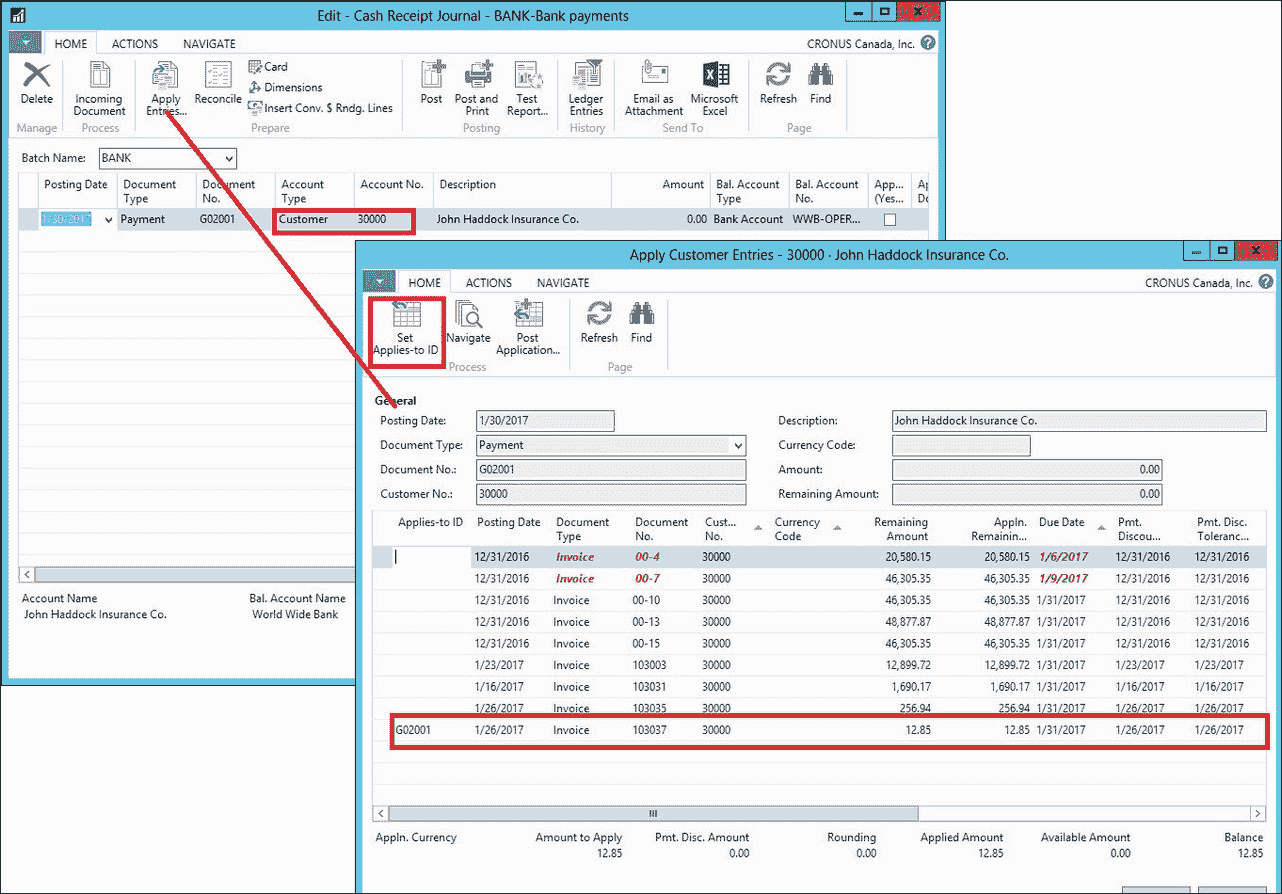 Edit - Cash Receipt Journal - BANK-Bank payments
HOME ACTIONS NAVIGATE CRONUS Canada, Inc.
Delete
Incoming Document
Apply Entries...
Reconcile
Card
Dimensions
Insert Conv. $ Rndg. Lines
Post
Post and Print
Test Report...
Ledger Entries
Email as Attachment
Microsoft Excel
Refresh
Find
Manage Process Prepare Posting History Send To Page
Batch Name: BANK
Posting Date Document Type Document No. Account Type Account No. Description Amount Bal. Account Type Bal. Account No. App... (Yes...
1/30/2017 Payment G02001 Customer 30000 John Haddock Insurance Co. 0.00 Bank Account WWB-OPER...
Account Name Bal. Account Name
John Haddock Insurance Co. World Wide Bank
Apply Customer Entries - 30000 · John Haddock Insurance Co.
HOME ACTIONS NAVIGATE CRONUS Canada, Inc.
Set Applies-to ID
Navigate
Post Application...
Refresh
Find
Process Page
General
Posting Date: 1/30/2017 Description: John Haddock Insurance Co.
Document Type: Payment Currency Code:
Document No.: G02001 Amount: 0.00
Customer No.: 30000 Remaining Amount: 0.00
Applies-to ID Posting Date Document Type Document No. Cust... No. Currency Code Remaining Amount Appln. Remainin... Due Date Pmt. Discou... Pmt. Disc. Toleranc...
12/31/2016 Invoice 00-4 30000 20,580.15 20,580.15 1/6/2017 12/31/2016 12/31/2016
12/31/2016 Invoice 00-7 30000 46,305.35 46,305.35 1/9/2017 12/31/2016 12/31/2016
12/31/2016 Invoice 00-10 30000 46,305.35 46,305.35 1/31/2017 12/31/2016 12/31/2016
12/31/2016 Invoice 00-13 30000 48,877.87 48,877.87 1/31/2017 12/31/2016 12/31/2016
12/31/2016 Invoice 00-15 30000 46,305.35 46,305.35 1/31/2017 12/31/2016 12/31/2016
1/23/2017 Invoice 103003 30000 12,899.72 12,899.72 1/31/2017 1/23/2017 1/23/2017
1/16/2017 Invoice 103031 30000 1,690.17 1,690.17 1/31/2017 1/16/2017 1/16/2017
1/26/2017 Invoice 103035 30000 256.94 256.94 1/31/2017 1/26/2017 1/26/2017
G02001 1/26/2017 Invoice 103037 30000 12.85 12.85 1/31/2017 1/26/2017 1/26/2017
Appln. Currency Amount to Apply Pmt. Disc. Amount Rounding Applied Amount Available Amount Balance
12.85 0.00 0.00 12.85 0.00 12.85